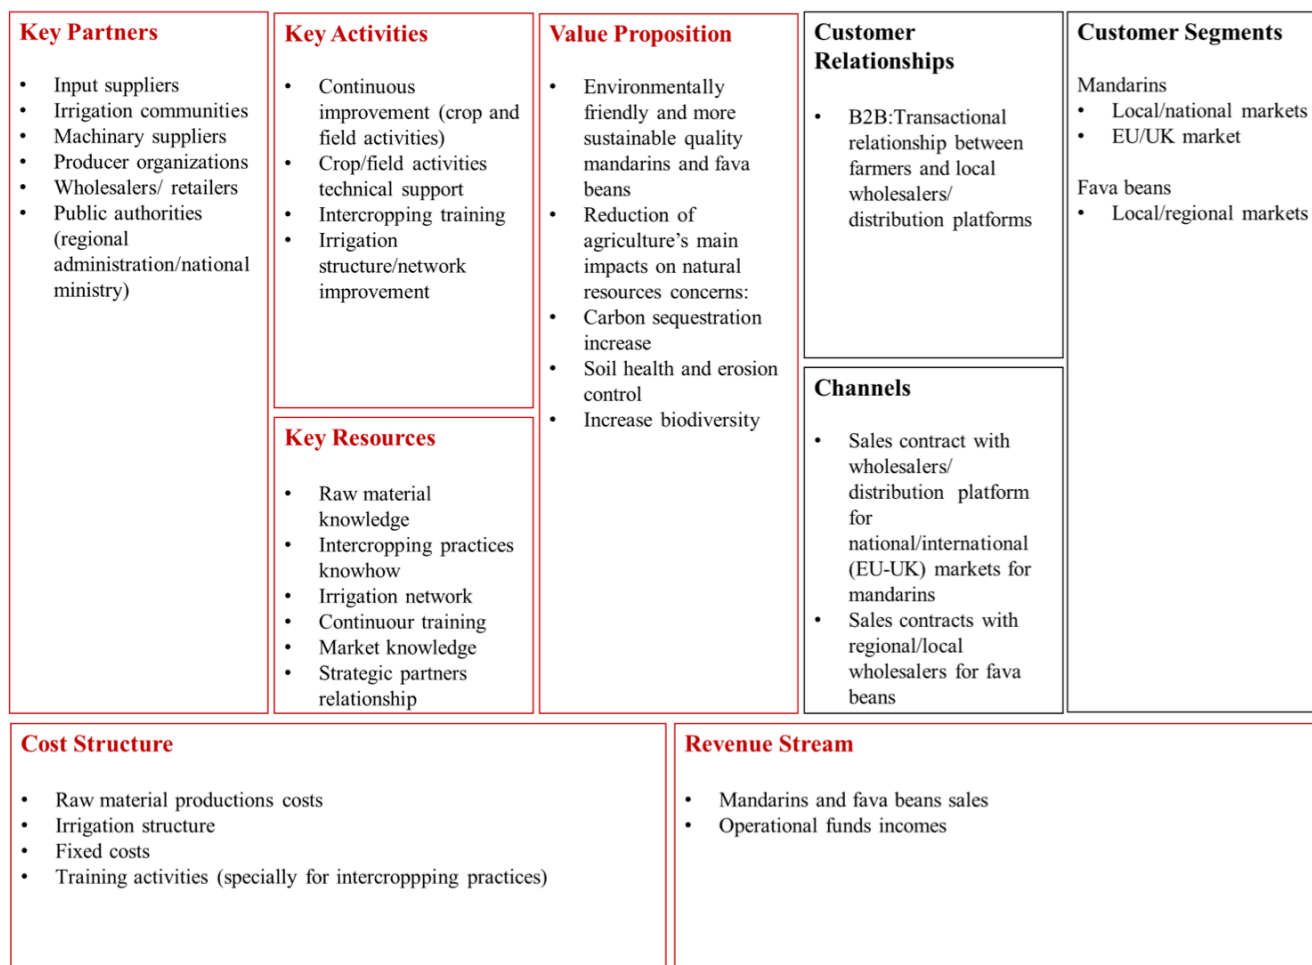 Key Partners
• Input suppliers
• Irrigation communities
• Machinary suppliers
• Producer organizations
• Wholesalers/ retailers
• Public authorities
(regional
administration/national
ministry)
Key Activities
• Continuous
improvement (crop and
field activities)
• Crop/field activities
technical support
• Intercropping training
• Irrigation
structure/network
improvement
Key Resources
• Raw material
knowledge
• Intercropping practices
knowhow
• Irrigation network
• Continuour training
• Market knowledge
• Strategic partners
relationship
Value Proposition
• Environmentally
friendly and more
sustainable quality
mandarins and fava
beans
• Reduction of
agriculture’s main
impacts on natural
resources concerns:
• Carbon sequestration
increase
• Soil health and erosion
control
• Increase biodiversity
Customer
Relationships
• B2B:Transactional
relationship between
farmers and local
wholesalers/
distribution platforms
Channels
• Sales contract with
wholesalers/
distribution platform
for
national/international
(EU-UK) markets for
mandarins
• Sales contracts with
regional/local
wholesalers for fava
beans
Customer Segments
Mandarins
• Local/national markets
• EU/UK market
Fava beans
• Local/regional markets
Cost Structure
• Raw material productions costs
• Irrigation structure
• Fixed costs
• Training activities (specially for intercroppping practices)
Revenue Stream
• Mandarins and fava beans sales
• Operational funds incomes